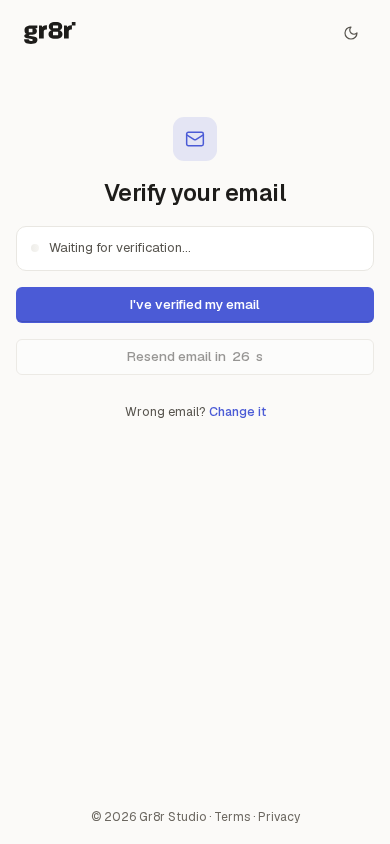 gr8r
Verify your email
Waiting for verification...
I've verified my email
Resend email in 26 s
Wrong email? Change it
© 2026 Gr8r Studio · Terms · Privacy